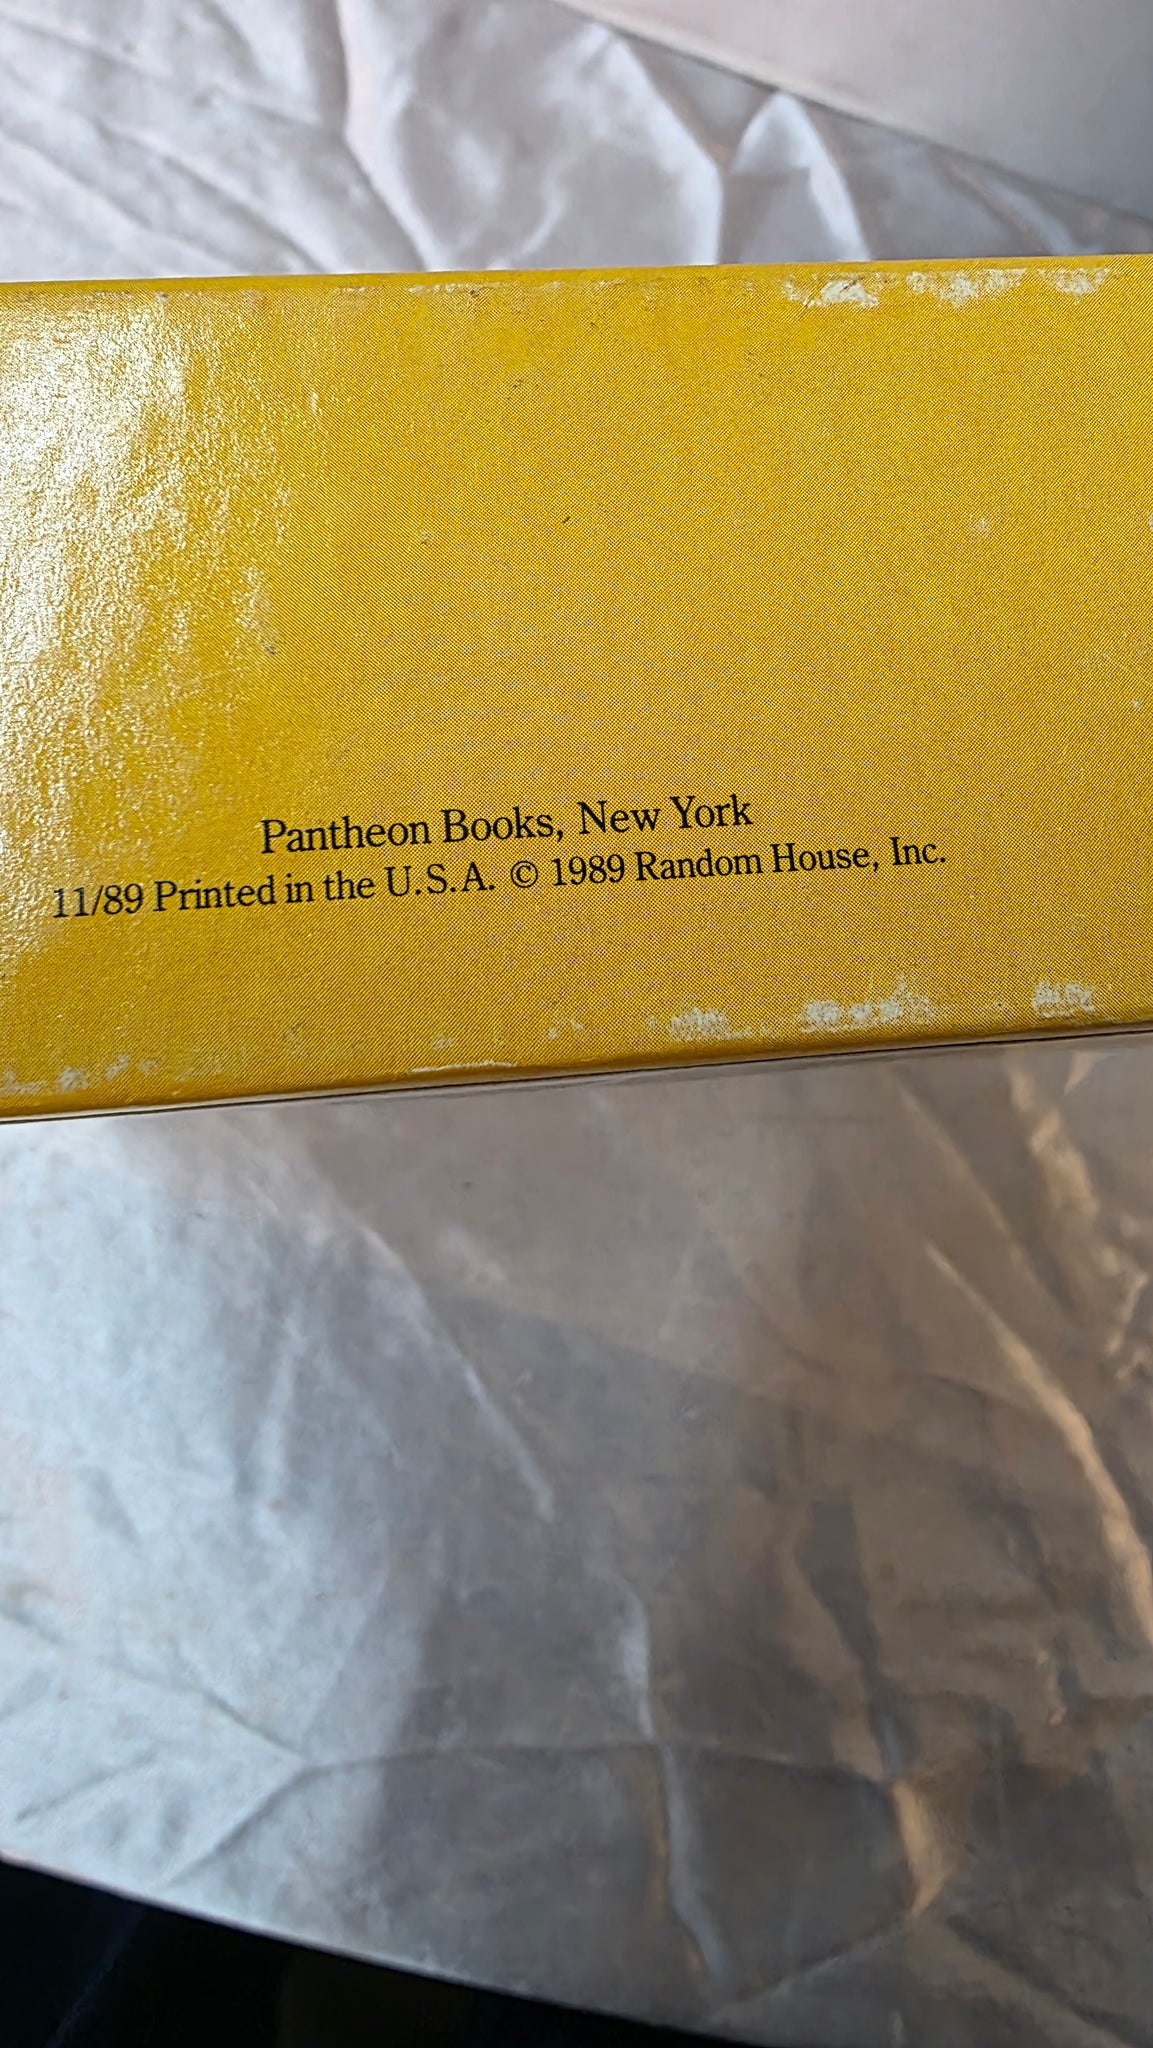 Pantheon Books, New York
11/89 Printed in the U.S.A. © 1989 Random House, Inc.